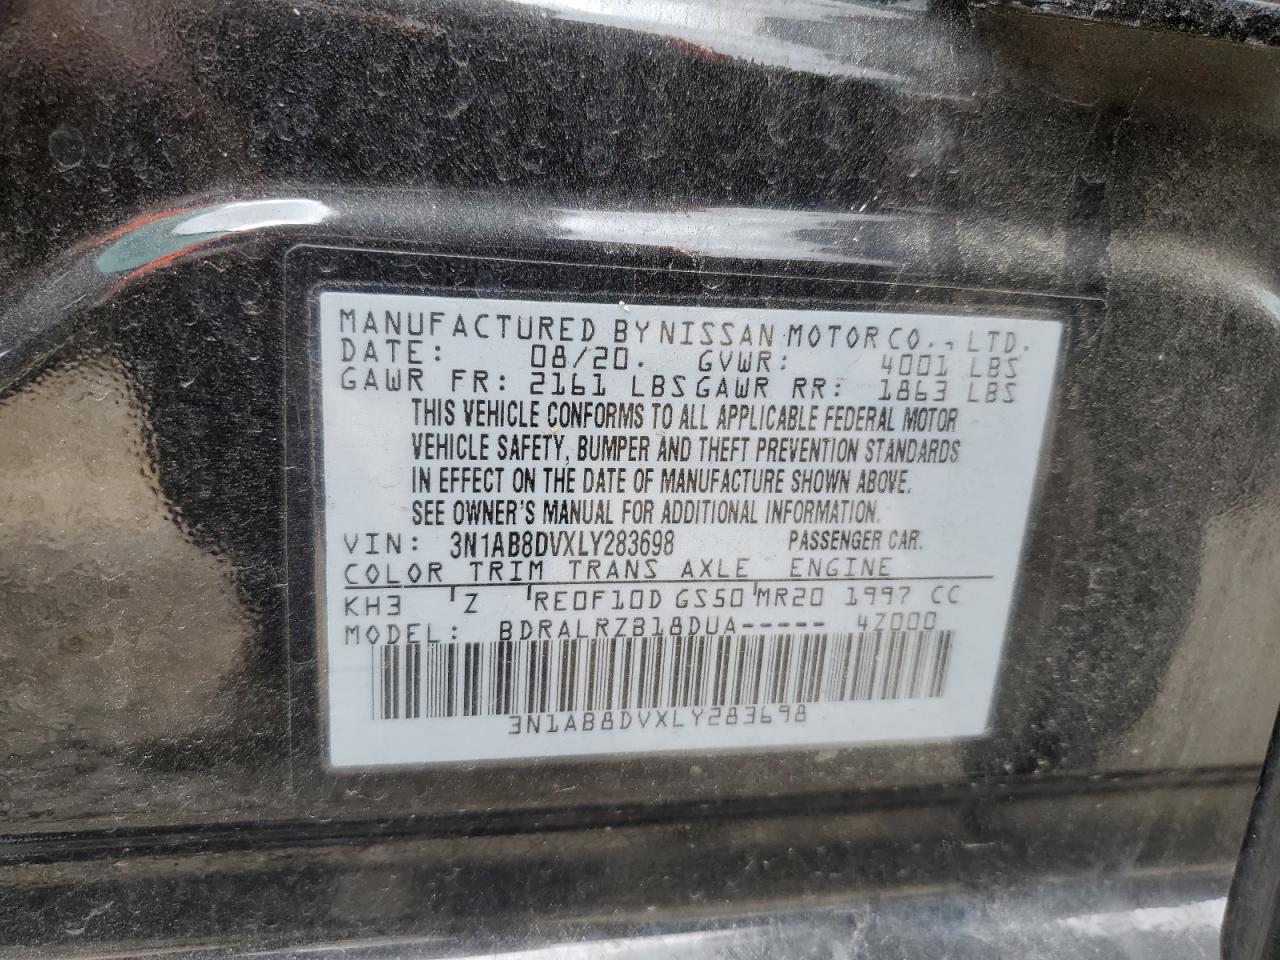 MANUFACTURED BY NISSAN MOTOR CO., LTD.
DATE: 08/20. GVWR: 4001 LBS
GAWR FR: 2161 LBS GAWR RR: 1863 LBS
THIS VEHICLE CONFORMS TO ALL APPLICABLE FEDERAL MOTOR
VEHICLE SAFETY, BUMPER AND THEFT PREVENTION STANDARDS
IN EFFECT ON THE DATE OF MANUFACTURE SHOWN ABOVE.
SEE OWNER'S MANUAL FOR ADDITIONAL INFORMATION.
VIN: 3N1AB8DVXLY283698 PASSENGER CAR.
COLOR TRIM TRANS AXLE ENGINE
KH3 'Z 'RE0F10D GS50'MR20 1997 CC
MODEL: BDRALRZB18DUA----- 4Z000
3N1AB8DVXLY283698